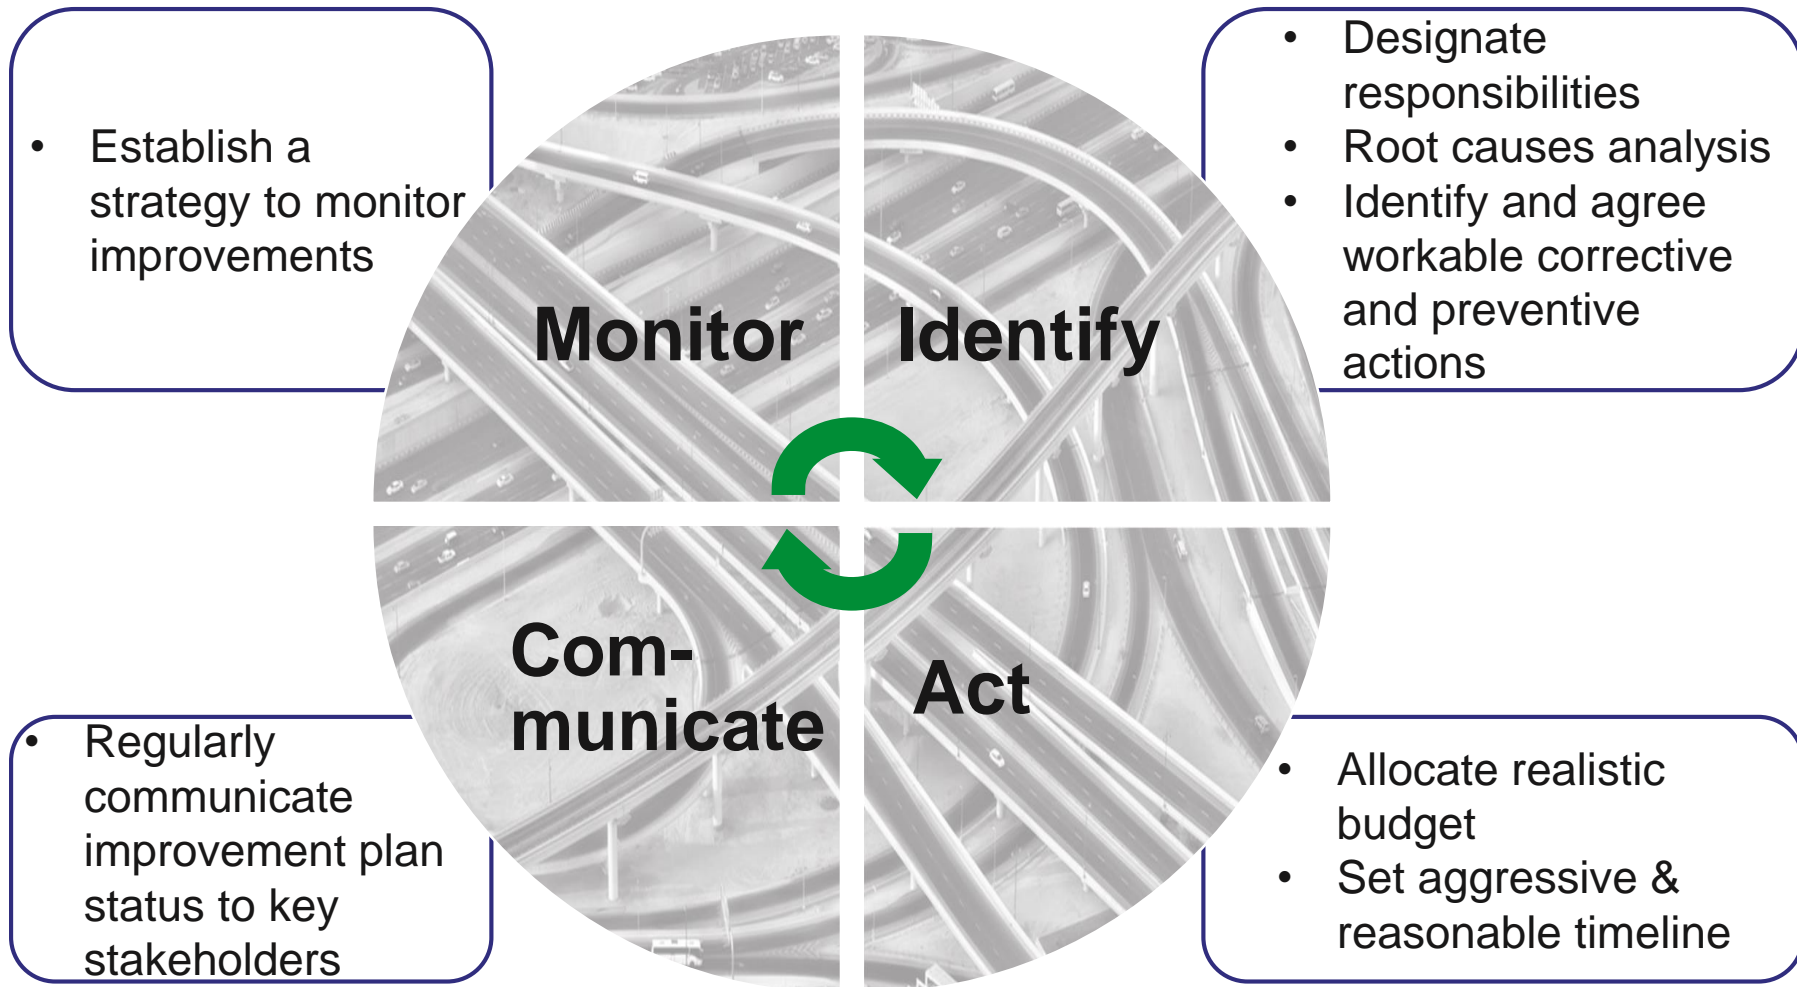 • Establish a
strategy to monitor
improvements
• Designate
responsibilities
• Root causes analysis
• Identify and agree
workable corrective
and preventive
actions
Monitor
Identify
Com-
municate
Act
• Regularly
communicate
improvement plan
status to key
stakeholders
• Allocate realistic
budget
• Set aggressive &
reasonable timeline